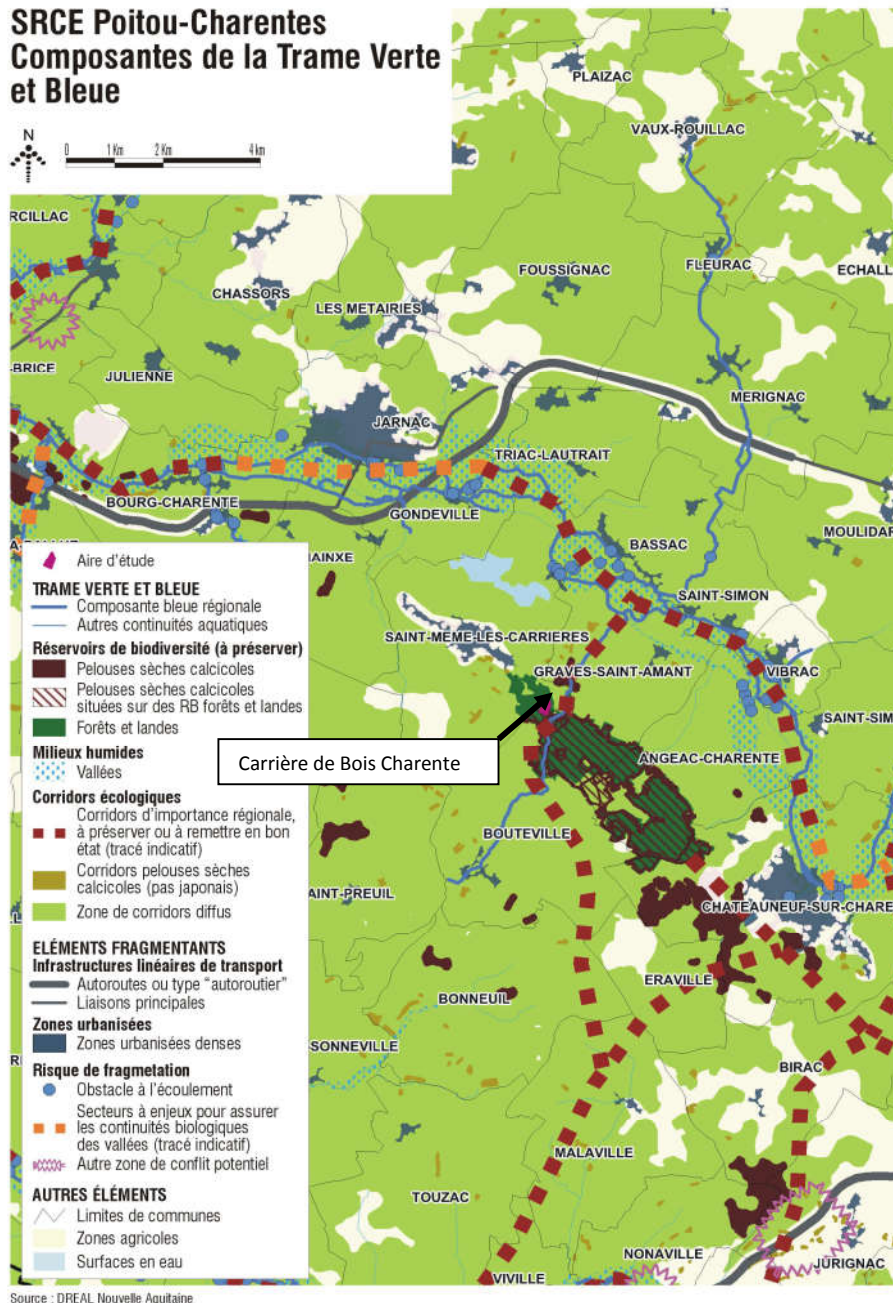 SRCE Poitou-Charentes
Composantes de la Trame Verte
et Bleue
N
0 1 Km 2 Km 4 km
PLAIZAC
VAUX-ROUILLAC
RCILLAC
FOUSSIGNAC
FLEURAC
ECHALL
CHASSORS
LES METAIRIES
-BRICE
JULIENNE
MERIGNAC
JARNAC
TRIAC-LAUTRAIT
BOURG-CHARENTE
GONDEVILLE
MOULIDAR
BASSAC
AINXE
SAINT-SIMON
SAINT-MEME-LES-CARRIERES
GRAVES-SAINT-AMANT
VIBRAC
SAINT-SIM
Carrière de Bois Charente
ANGEAC-CHARENTE
BOUTEVILLE
AINT-PREUIL
CHATEAUNEUF-SUR-CHARE
ERAVILLE
BONNEUIL
SONNEVILLE
BIRAC
MALAVILLE
TOUZAC
NONAVILLE
JURIGNAC
VIVILLE
Aire d'étude
TRAME VERTE ET BLEUE
Composante bleue régionale
Autres continuités aquatiques
Réservoirs de biodiversité (à préserver)
Pelouses sèches calcicoles
Pelouses sèches calcicoles
situées sur des RB forêts et landes
Forêts et landes
Milieux humides
Vallées
Corridors écologiques
Corridors d'importance régionale,
à préserver ou à remettre en bon
état (tracé indicatif)
Corridors pelouses sèches
calcicoles (pas japonais)
Zone de corridors diffus
ELÉMENTS FRAGMENTANTS
Infrastructures linéaires de transport
Autoroutes ou type "autoroutier"
Liaisons principales
Zones urbanisées
Zones urbanisées denses
Risque de fragmetation
Obstacle à l'écoulement
Secteurs à enjeux pour assurer
les continuités biologiques
des vallées (tracé indicatif)
Autre zone de conflit potentiel
AUTRES ÉLÉMENTS
Limites de communes
Zones agricoles
Surfaces en eau
Source : DREAL Nouvelle Aquitaine